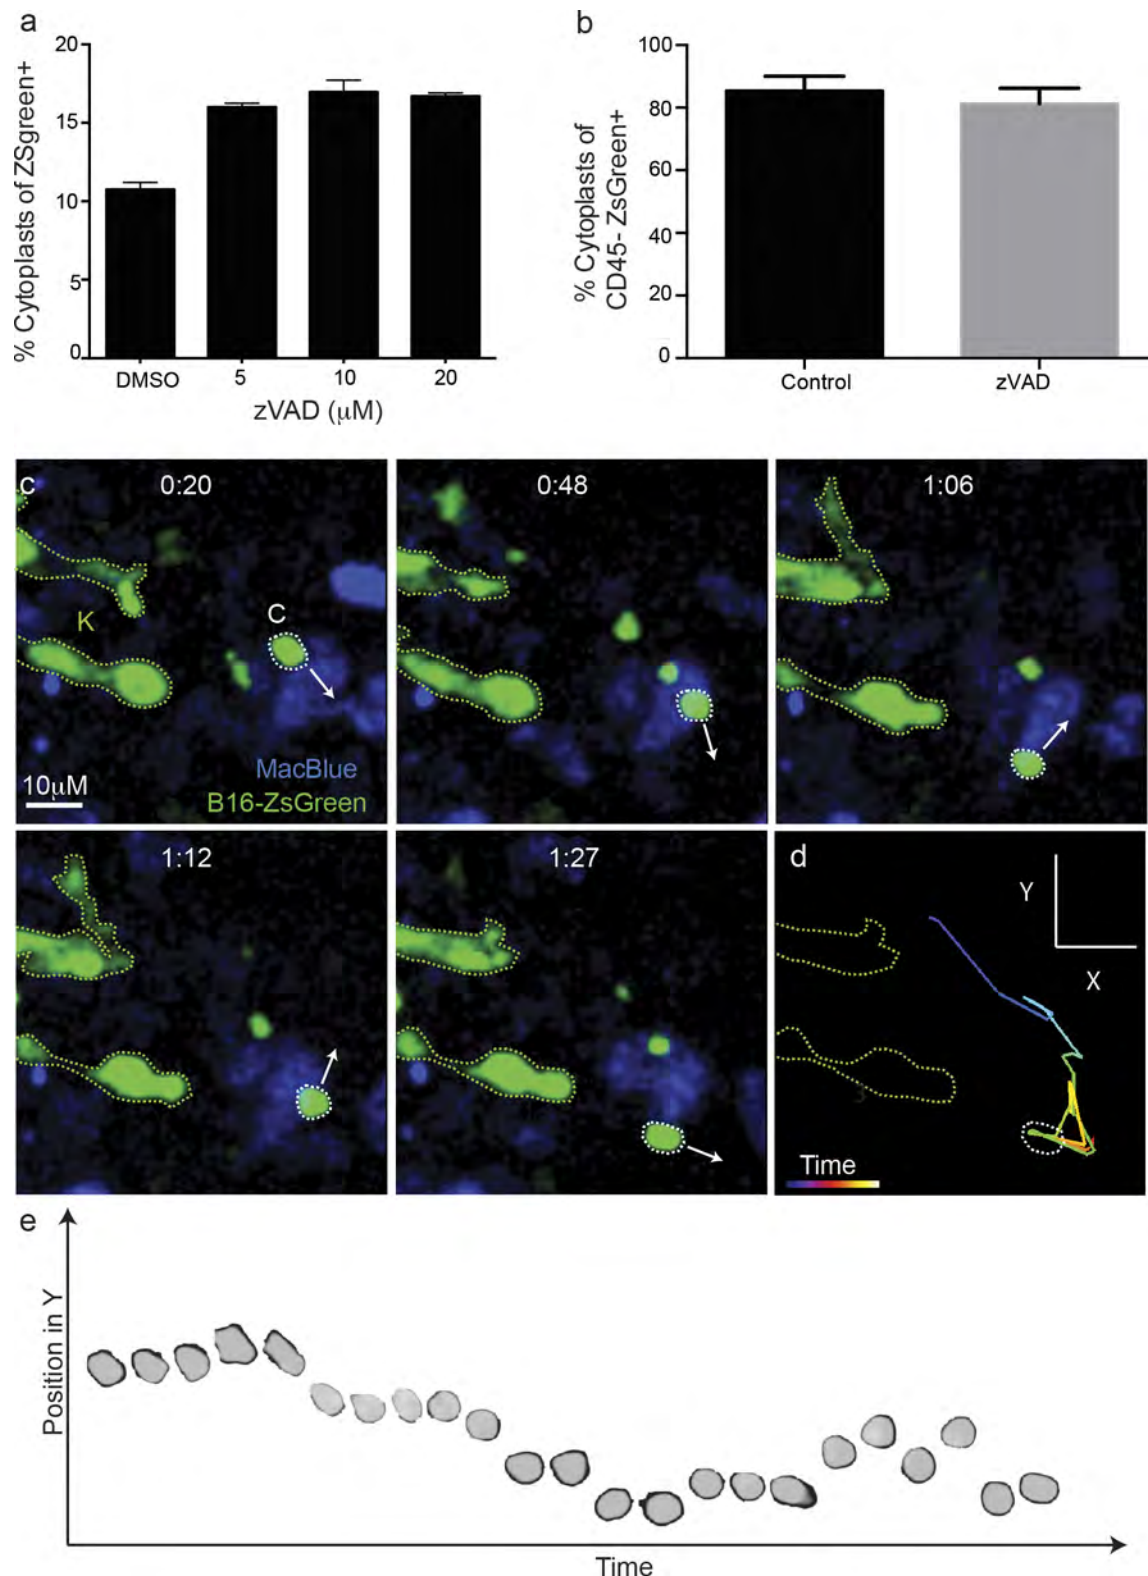 a
% Cytoplasts of ZSgreen+
20
15
10
5
0
DMSO
5
10
20
zVAD (μM)
b
% Cytoplasts of
CD45- ZsGreen+
100
80
60
40
20
0
Control
zVAD
c
0:20
K
C
MacBlue
10μM
B16-ZsGreen
0:48
1:06
1:12
1:27
d
Y
X
Time
e
Position in Y
Time